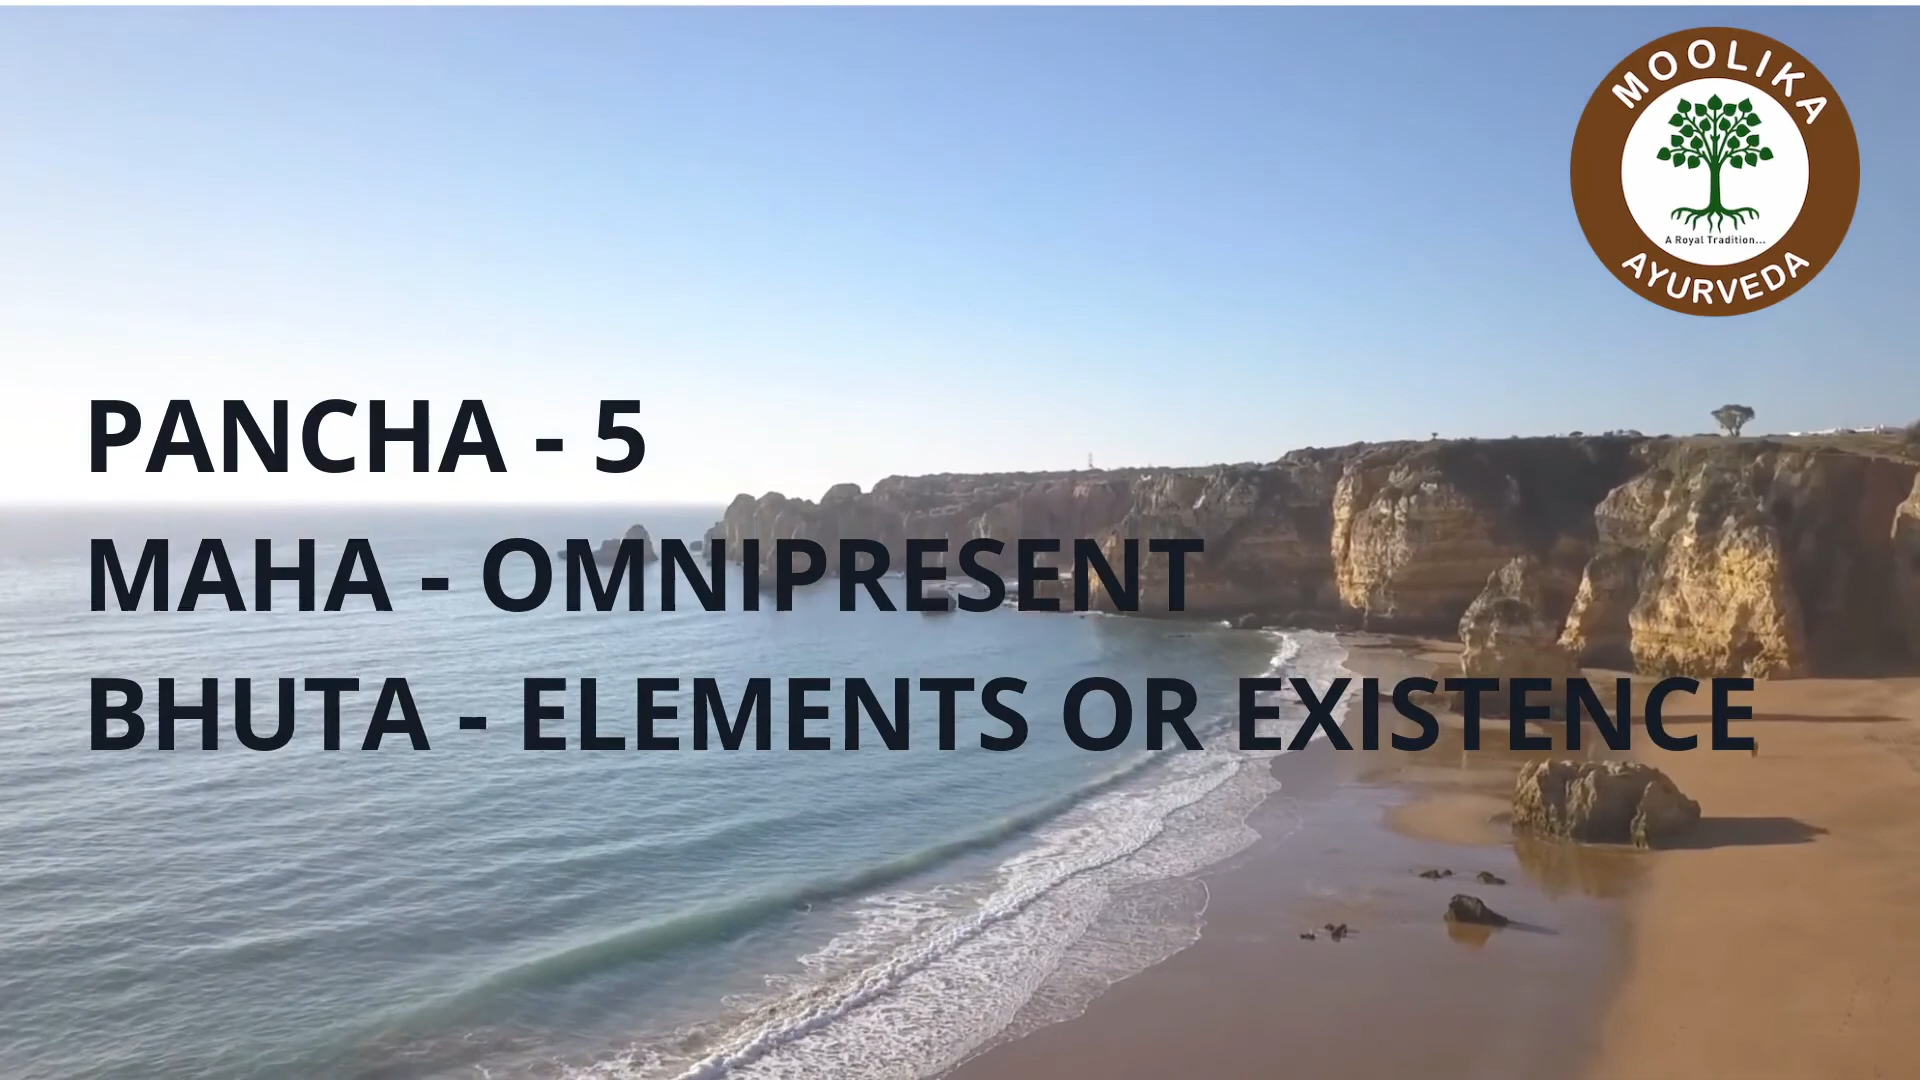 MOOLIKA
A Royal Tradition...
AYURVEDA
PANCHA - 5
MAHA - OMNIPRESENT
BHUTA - ELEMENTS OR EXISTENCE